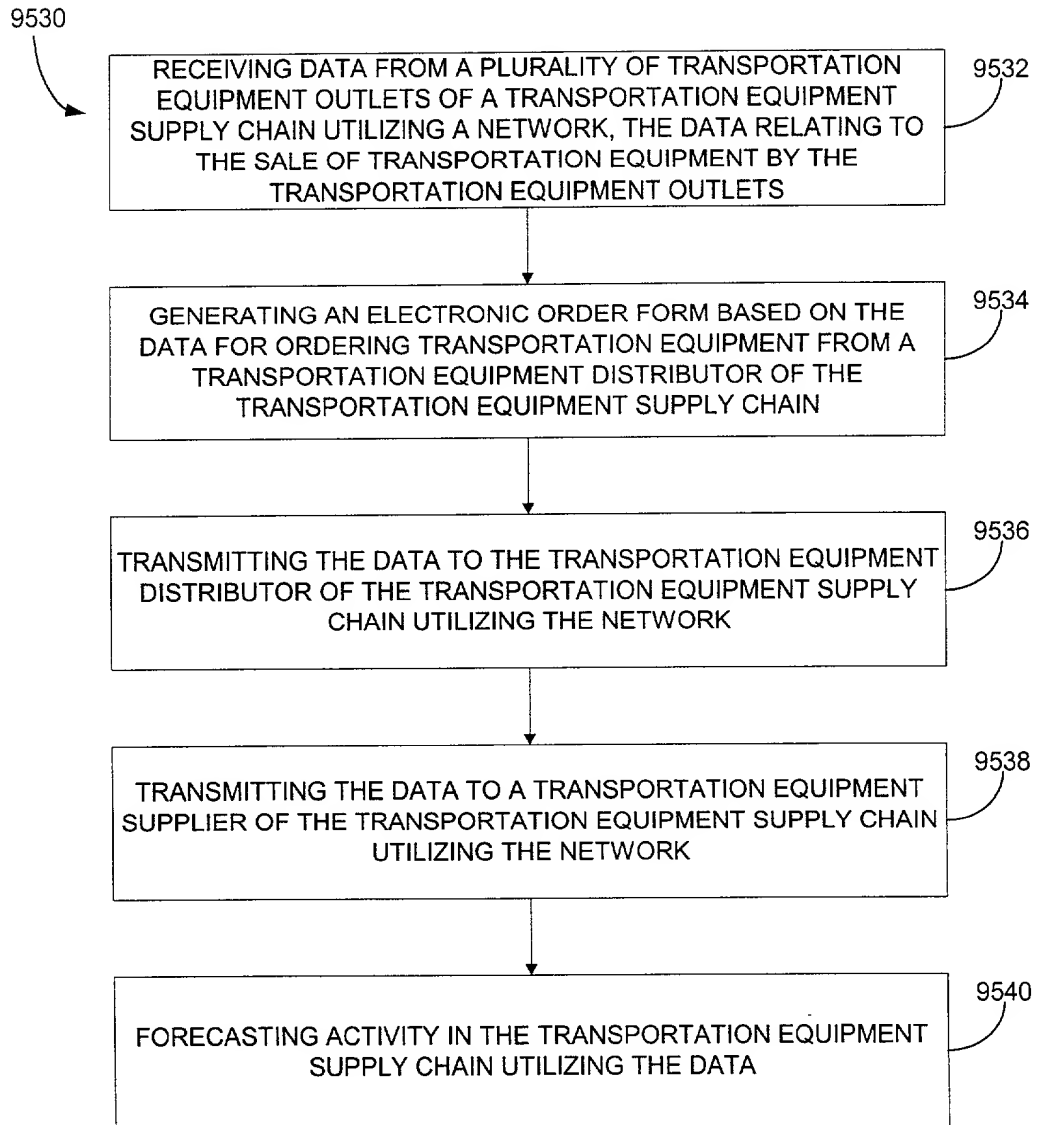 9530
RECEIVING DATA FROM A PLURALITY OF TRANSPORTATION
EQUIPMENT OUTLETS OF A TRANSPORTATION EQUIPMENT
SUPPLY CHAIN UTILIZING A NETWORK, THE DATA RELATING TO
THE SALE OF TRANSPORTATION EQUIPMENT BY THE
TRANSPORTATION EQUIPMENT OUTLETS
9532
GENERATING AN ELECTRONIC ORDER FORM BASED ON THE
DATA FOR ORDERING TRANSPORTATION EQUIPMENT FROM A
TRANSPORTATION EQUIPMENT DISTRIBUTOR OF THE
TRANSPORTATION EQUIPMENT SUPPLY CHAIN
9534
TRANSMITTING THE DATA TO THE TRANSPORTATION EQUIPMENT
DISTRIBUTOR OF THE TRANSPORTATION EQUIPMENT SUPPLY
CHAIN UTILIZING THE NETWORK
9536
TRANSMITTING THE DATA TO A TRANSPORTATION EQUIPMENT
SUPPLIER OF THE TRANSPORTATION EQUIPMENT SUPPLY CHAIN
UTILIZING THE NETWORK
9538
FORECASTING ACTIVITY IN THE TRANSPORTATION EQUIPMENT
SUPPLY CHAIN UTILIZING THE DATA
9540